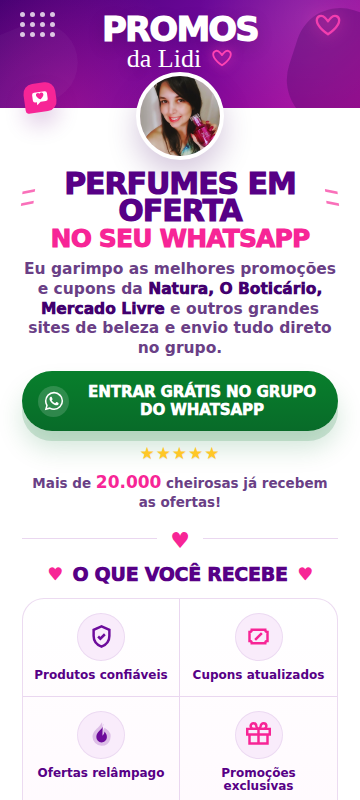 PROMOS
da Lidi
PERFUMES EM
OFERTA
NO SEU WHATSAPP
Eu garimpo as melhores promoções
e cupons da Natura, O Boticário,
Mercado Livre e outros grandes
sites de beleza e envio tudo direto
no grupo.
ENTRAR GRÁTIS NO GRUPO
DO WHATSAPP
Mais de 20.000 cheirosas já recebem
as ofertas!
O QUE VOCÊ RECEBE
Produtos confiáveis
Cupons atualizados
Ofertas relâmpago
Promoções
exclusivas